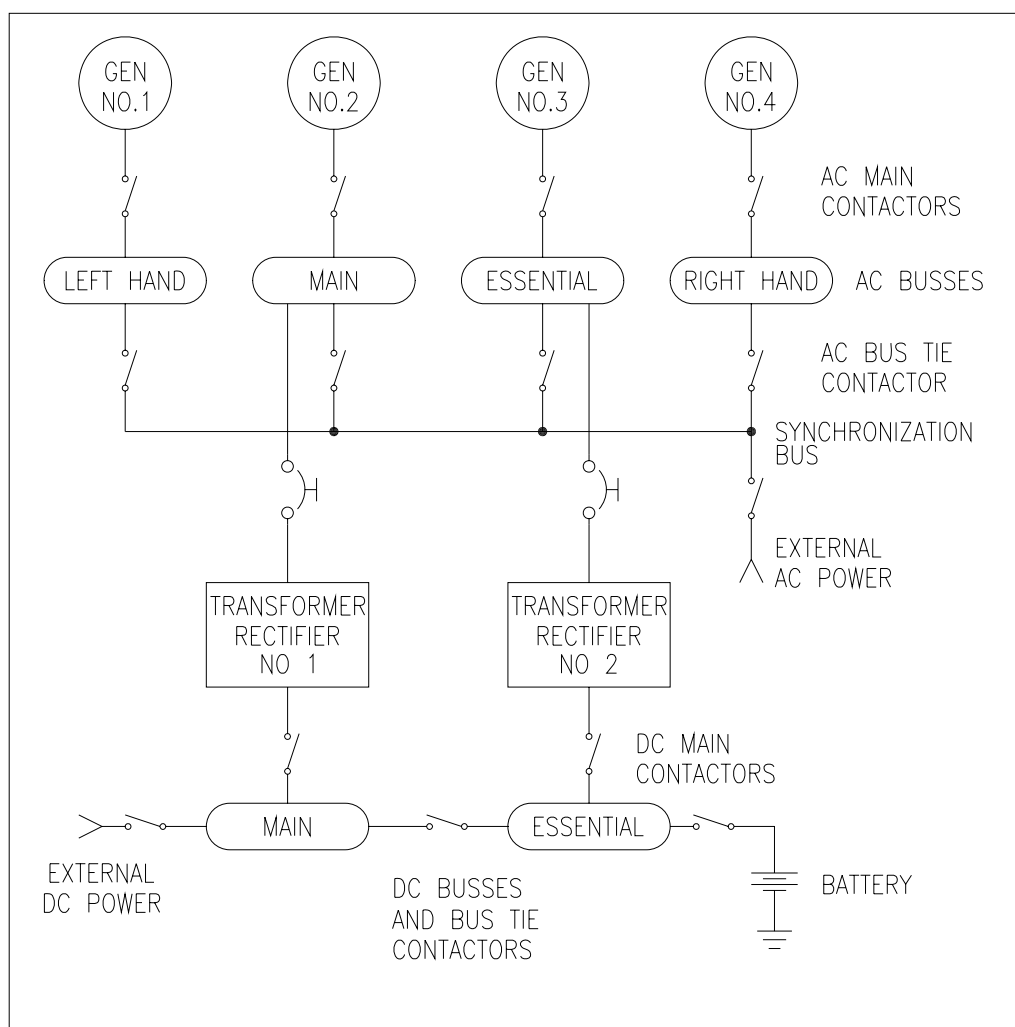 GEN
NO.1
GEN
NO.2
GEN
NO.3
GEN
NO.4
AC MAIN
CONTACTORS
LEFT HAND
MAIN
ESSENTIAL
RIGHT HAND
AC BUSSES
AC BUS TIE
CONTACTOR
SYNCHRONIZATION
BUS
EXTERNAL
AC POWER
TRANSFORMER
RECTIFIER
NO 1
TRANSFORMER
RECTIFIER
NO 2
DC MAIN
CONTACTORS
MAIN
ESSENTIAL
EXTERNAL
DC POWER
DC BUSSES
AND BUS TIE
CONTACTORS
BATTERY